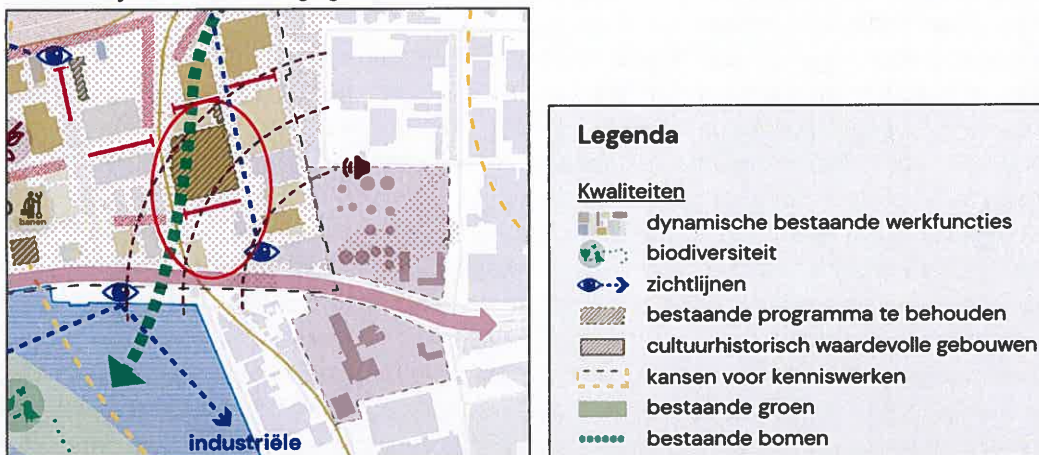 banen
industriële
Legenda
Kwaliteiten
dynamische bestaande werkfuncties
biodiversiteit
zichtlijnen
bestaande programma te behouden
cultuurhistorisch waardevolle gebouwen
kansen voor kenniswerken
bestaande groen
bestaande bomen